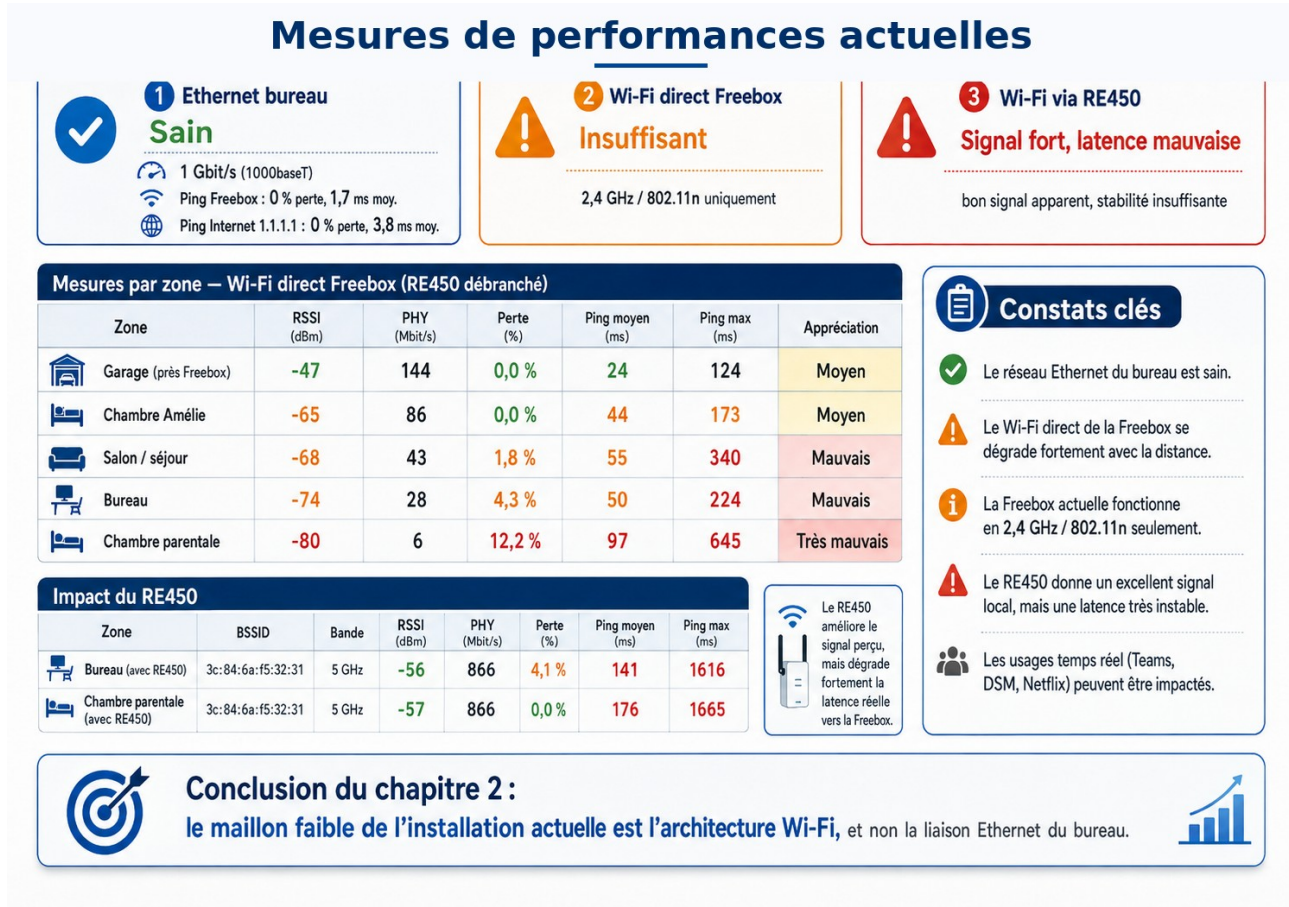 Mesures de performances actuelles
1 Ethernet bureau
Sain
1 Gbit/s (1000baseT)
Ping Freebox : 0 % perte, 1,7 ms moy.
Ping Internet 1.1.1.1 : 0 % perte, 3,8 ms moy.
2 Wi-Fi direct Freebox
Insuffisant
2,4 GHz / 802.11n uniquement
3 Wi-Fi via RE450
Signal fort, latence mauvaise
bon signal apparent, stabilité insuffisante
Mesures par zone — Wi-Fi direct Freebox (RE450 débranché)
Zone RSSI (dBm) PHY (Mbit/s) Perte (%) Ping moyen (ms) Ping max (ms) Appréciation
Garage (près Freebox) -47 144 0,0 % 24 124 Moyen
Chambre Amélie -65 86 0,0 % 44 173 Moyen
Salon / séjour -68 43 1,8 % 55 340 Mauvais
Bureau -74 28 4,3 % 50 224 Mauvais
Chambre parentale -80 6 12,2 % 97 645 Très mauvais
Impact du RE450
Zone BSSID Bande RSSI (dBm) PHY (Mbit/s) Perte (%) Ping moyen (ms) Ping max (ms)
Bureau (avec RE450) 3c:84:6a:f5:32:31 5 GHz -56 866 4,1 % 141 1616
Chambre parentale (avec RE450) 3c:84:6a:f5:32:31 5 GHz -57 866 0,0 % 176 1665
Le RE450
améliore le
signal perçu,
mais dégrade
fortement la
latence réelle
vers la Freebox.
Constats clés
Le réseau Ethernet du bureau est sain.
Le Wi-Fi direct de la Freebox se
dégrade fortement avec la distance.
La Freebox actuelle fonctionne
en 2,4 GHz / 802.11n seulement.
Le RE450 donne un excellent signal
local, mais une latence très instable.
Les usages temps réel (Teams,
DSM, Netflix) peuvent être impactés.
Conclusion du chapitre 2 :
le maillon faible de l'installation actuelle est l'architecture Wi-Fi, et non la liaison Ethernet du bureau.